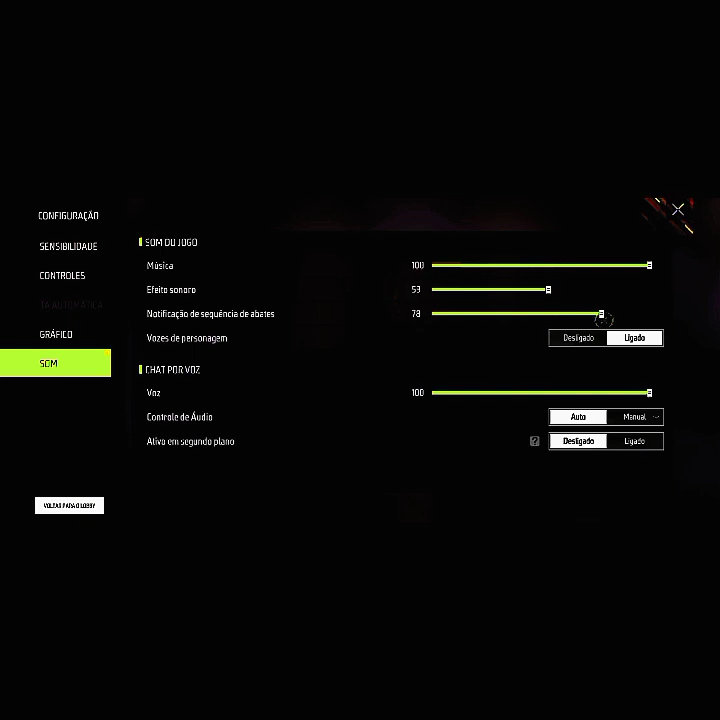 CONFIGURAÇÃO
SENSIBILIDADE
CONTROLES
GRÁFICO
SOM
VOLTAR PARA O LOBBY
SOM DO JOGO
Música 100
Efeito sonoro 53
Notificação de sequência de abates 78
Vozes de personagem Desligado Ligado
CHAT POR VOZ
Voz 100
Controle de Áudio Auto Manual
Ativo em segundo plano ? Desligado Ligado